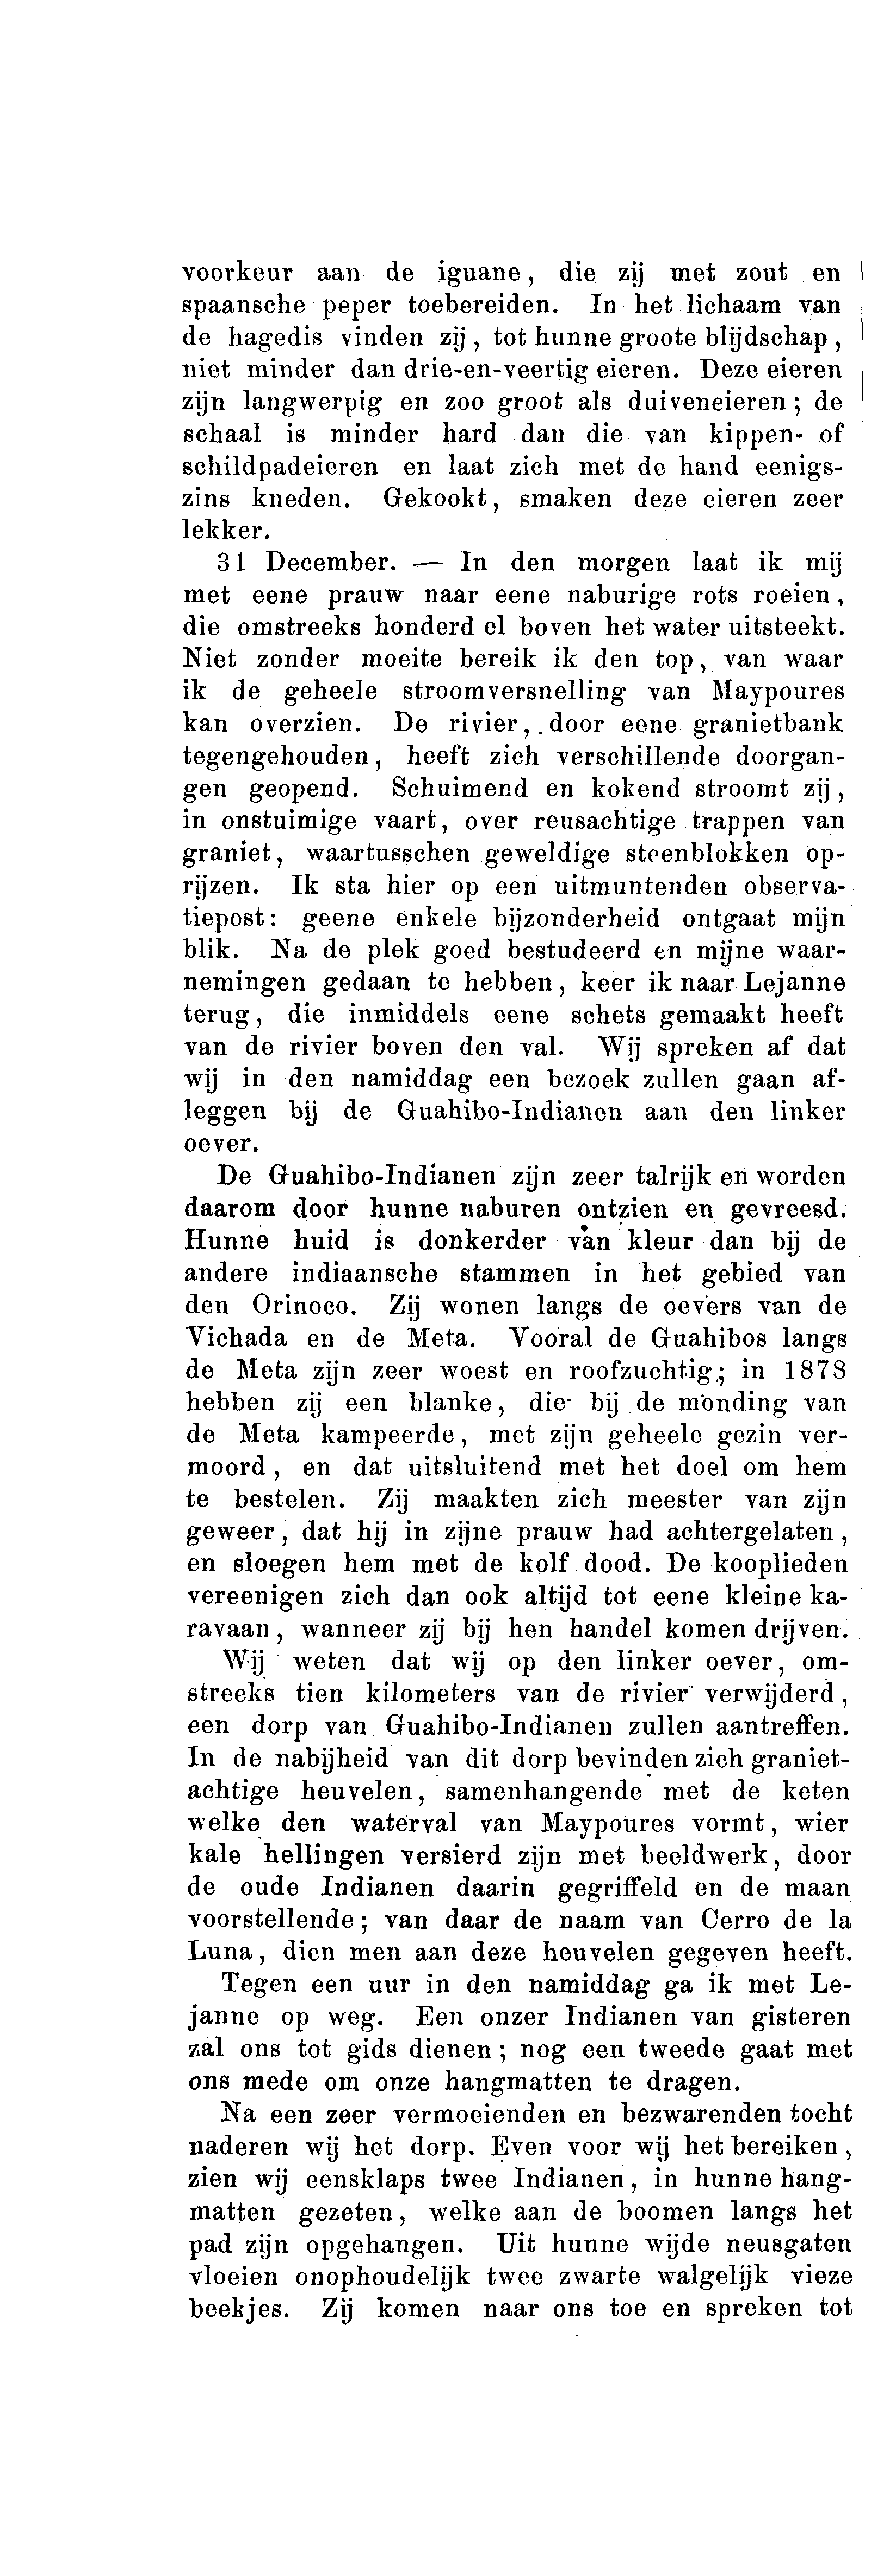 voorkeur aan de iguane, die zij met zout en
spaansche peper toebereiden. In het lichaam van
de hagedis vinden zij, tot hunne groote blijdschap,
niet minder dan drie-en-veertig eieren. Deze eieren
zijn langwerpig en zoo groot als duiveneieren; de
schaal is minder hard dan die van kippen- of
schildpadeieren en laat zich met de hand eenigs-
zins kneden. Gekookt, smaken deze eieren zeer
lekker.
31 December. — In den morgen laat ik mij
met eene prauw naar eene naburige rots roeien,
die omstreeks honderd el boven het water uitsteekt.
Niet zonder moeite bereik ik den top, van waar
ik de geheele stroomversnelling van Maypoures
kan overzien. De rivier, door eene granietbank
tegengehouden, heeft zich verschillende doorgan-
gen geopend. Schuimend en kokend stroomt zij,
in onstuimige vaart, over reusachtige trappen van
graniet, waartusschen geweldige steenblokken op-
rijzen. Ik sta hier op een uitmuntenden observa-
tiepost: geene enkele bijzonderheid ontgaat mijn
blik. Na de plek goed bestudeerd en mijne waar-
nemingen gedaan te hebben, keer ik naar Lejanne
terug, die inmiddels eene schets gemaakt heeft
van de rivier boven den val. Wij spreken af dat
wij in den namiddag een bezoek zullen gaan af-
leggen bij de Guahibo-Indianen aan den linker
oever.
De Guahibo-Indianen zijn zeer talrijk en worden
daarom door hunne naburen ontzien en gevreesd.
Hunne huid is donkerder van kleur dan bij de
andere indiaansche stammen in het gebied van
den Orinoco. Zij wonen langs de oevers van de
Vichada en de Meta. Vooral de Guahibos langs
de Meta zijn zeer woest en roofzuchtig; in 1878
hebben zij een blanke, die bij de monding van
de Meta kampeerde, met zijn geheele gezin ver-
moord, en dat uitsluitend met het doel om hem
te bestelen. Zij maakten zich meester van zijn
geweer, dat hij in zijne prauw had achtergelaten,
en sloegen hem met de kolf dood. De kooplieden
vereenigen zich dan ook altijd tot eene kleine ka-
ravaan, wanneer zij bij hen handel komen drijven.
Wij weten dat wij op den linker oever, om-
streeks tien kilometers van de rivier verwijderd,
een dorp van Guahibo-Indianen zullen aantreffen.
In de nabijheid van dit dorp bevinden zich graniet-
achtige heuvelen, samenhangende met de keten
welke den waterval van Maypoures vormt, wier
kale hellingen versierd zijn met beeldwerk, door
de oude Indianen daarin gegriffeld en de maan
voorstellende; van daar de naam van Cerro de la
Luna, dien men aan deze heuvelen gegeven heeft.
Tegen een uur in den namiddag ga ik met Le-
janne op weg. Een onzer Indianen van gisteren
zal ons tot gids dienen; nog een tweede gaat met
ons mede om onze hangmatten te dragen.
Na een zeer vermoeienden en bezwarenden tocht
naderen wij het dorp. Even voor wij het bereiken,
zien wij eensklaps twee Indianen, in hunne hang-
matten gezeten, welke aan de boomen langs het
pad zijn opgehangen. Uit hunne wijde neusgaten
vloeien onophoudelijk twee zwarte walgelijk vieze
beekjes. Zij komen naar ons toe en spreken tot